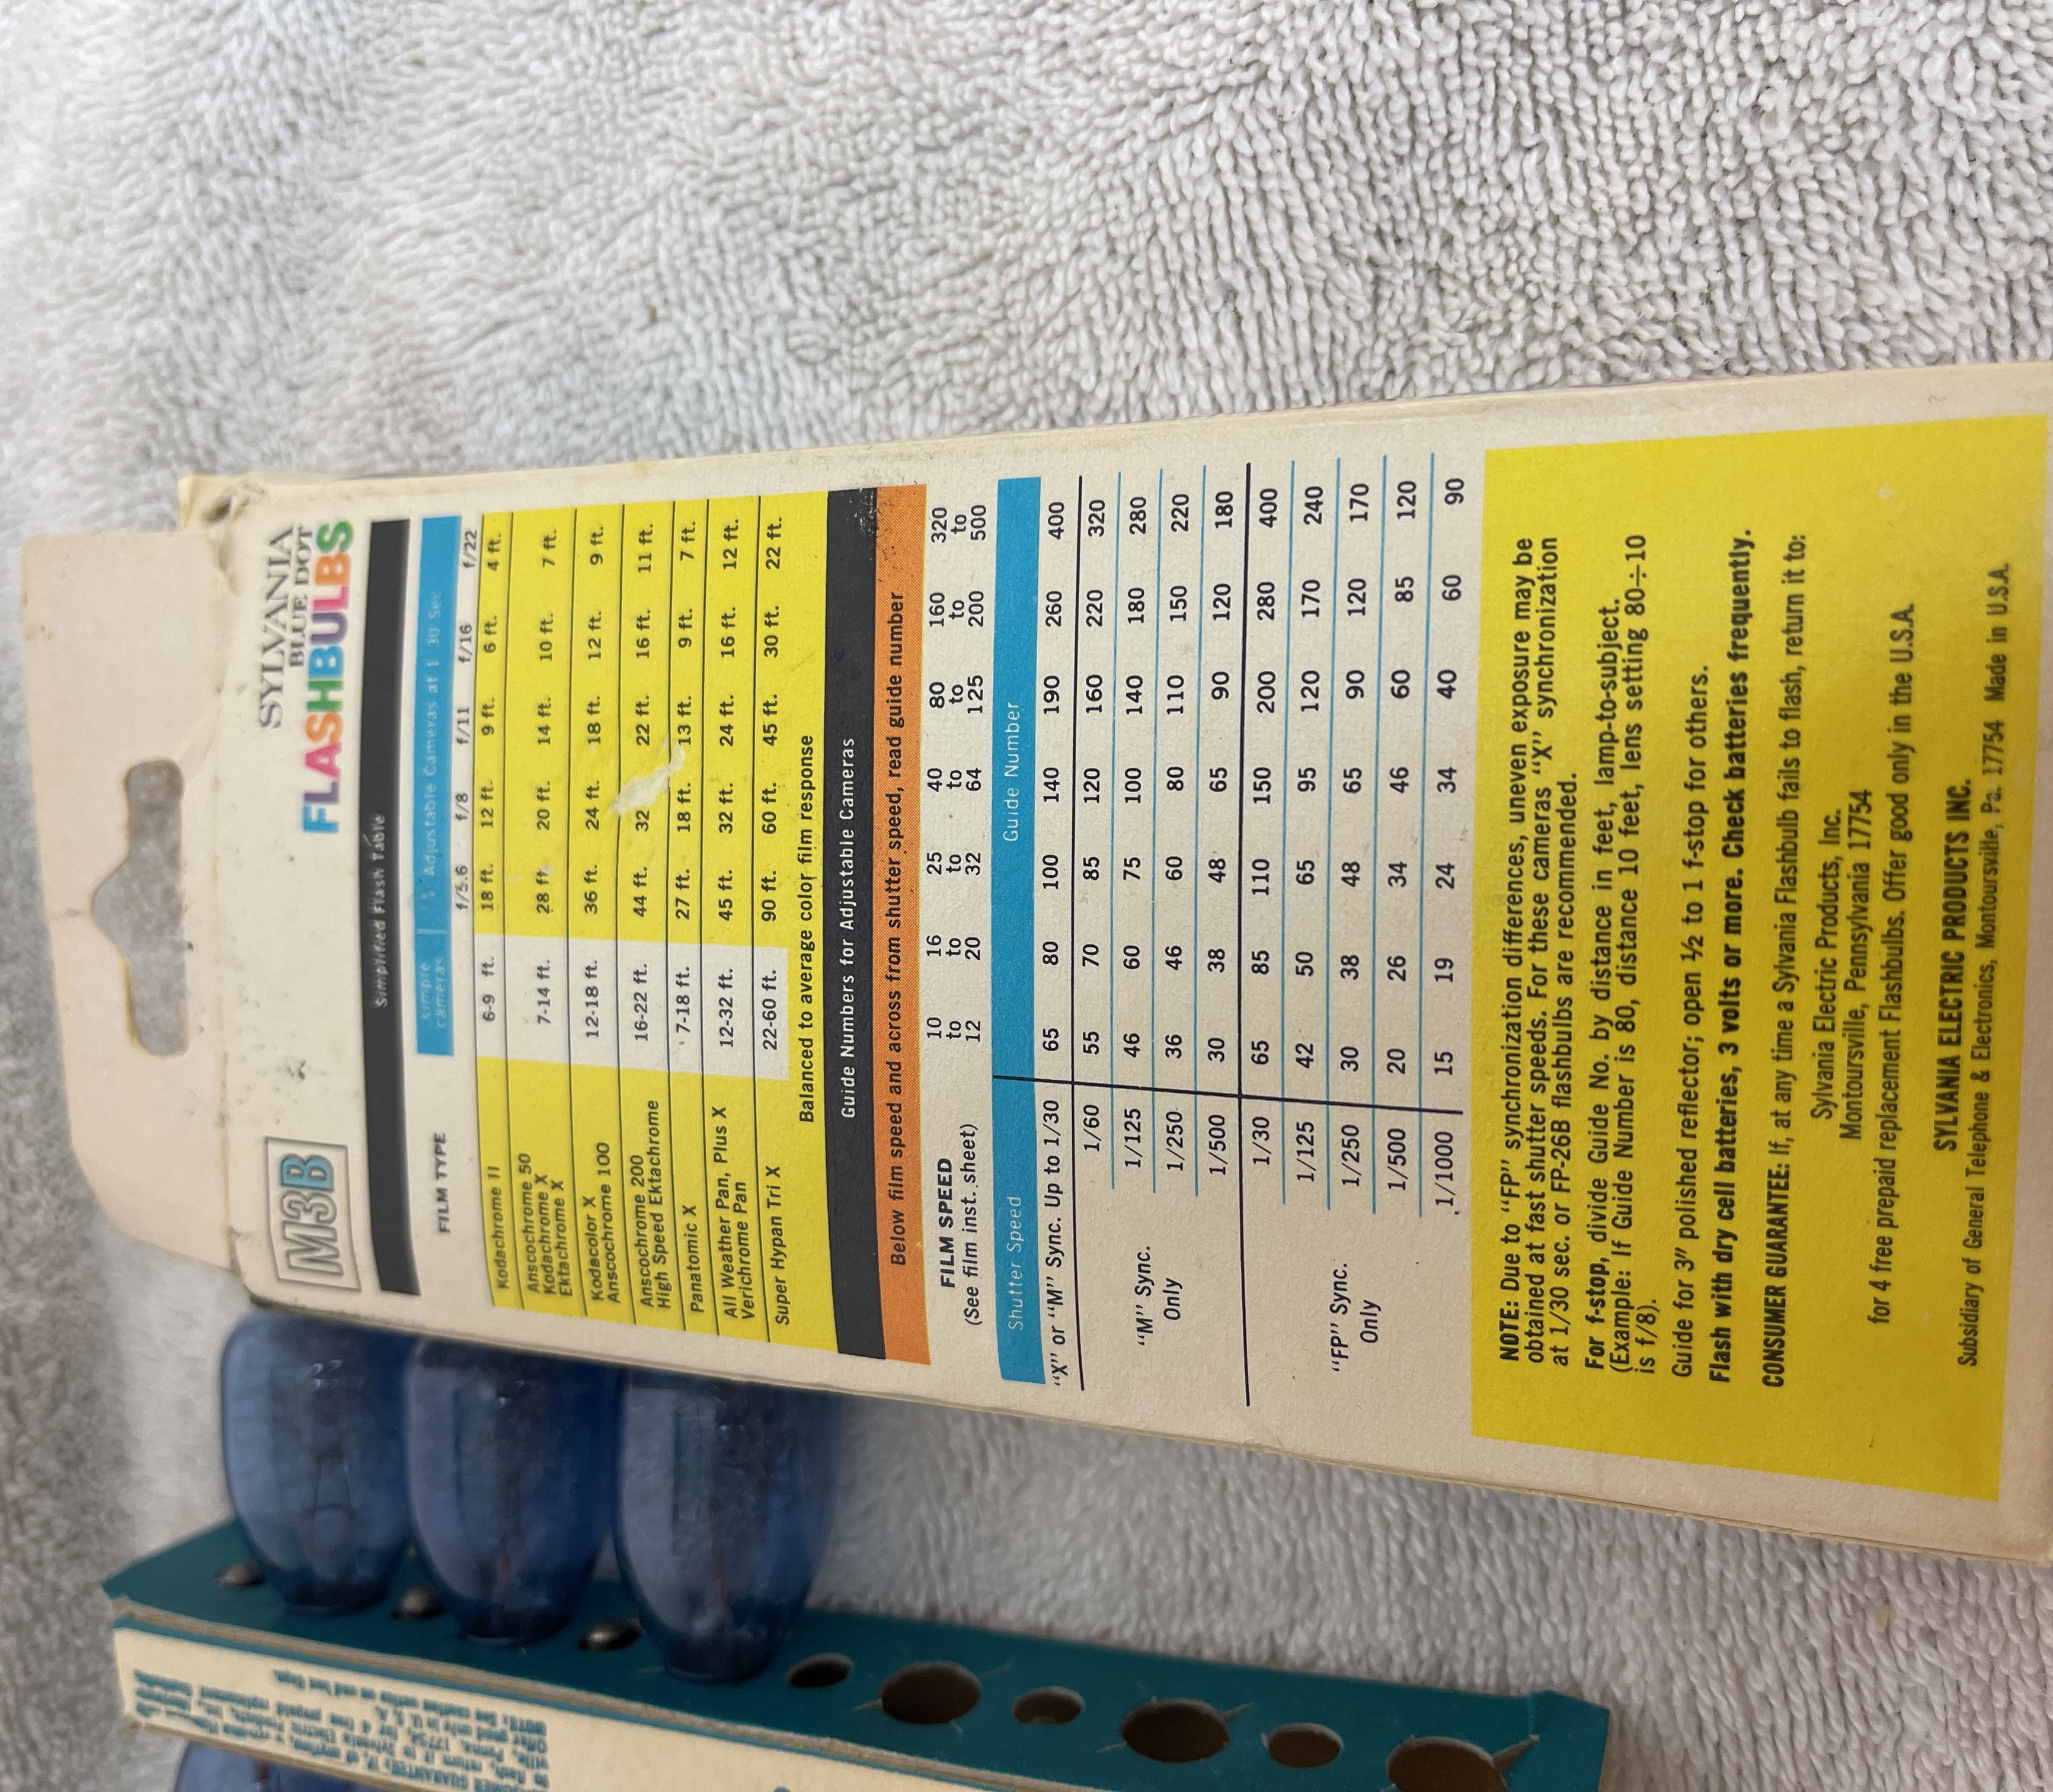 M3B
SYLVANIA
BLUE DOT
FLASHBULBS
Simplified Flash Table
FILM TYPE
simple cameras
Adjustable Cameras at 1/30 Sec.
f/5.6 f/8 f/11 f/16 f/22
Kodachrome II 6-9 ft. 18 ft. 12 ft. 9 ft. 6 ft. 4 ft.
Anscochrome 50
Kodachrome X 7-14 ft. 28 ft. 20 ft. 14 ft. 10 ft. 7 ft.
Ektachrome X
Kodacolor X 12-18 ft. 36 ft. 24 ft. 18 ft. 12 ft. 9 ft.
Anscochrome 100
Anscochrome 200 16-22 ft. 44 ft. 32 22 ft. 16 ft. 11 ft.
High Speed Ektachrome
Panatomic X 7-18 ft. 27 ft. 18 ft. 13 ft. 9 ft. 7 ft.
All Weather Pan, Plus X 12-32 ft. 45 ft. 32 ft. 24 ft. 16 ft. 12 ft.
Verichrome Pan
Super Hypan Tri X 22-60 ft. 90 ft. 60 ft. 45 ft. 30 ft. 22 ft.
Balanced to average color film response
Guide Numbers for Adjustable Cameras
Below film speed and across from shutter speed, read guide number
FILM SPEED 10 16 25 40 80 160 320
to to to to to to to
(See film inst. sheet) 12 20 32 64 125 200 500
Shutter Speed Guide Number
"X" or "M" Sync. Up to 1/30 65 80 100 140 190 260 400
1/60 55 70 85 120 160 220 320
"M" Sync. 1/125 46 60 75 100 140 180 280
Only 1/250 36 46 60 80 110 150 220
1/500 30 38 48 65 90 120 180
1/30 65 85 110 150 200 280 400
1/125 42 50 65 95 120 170 240
"FP" Sync. 1/250 30 38 48 65 90 120 170
Only 1/500 20 26 34 46 60 85 120
1/1000 15 19 24 34 40 60 90
NOTE: Due to "FP" synchronization differences, uneven exposure may be
obtained at fast shutter speeds. For these cameras "X" synchronization
at 1/30 sec. or FP-26B flashbulbs are recommended.
For f-stop, divide Guide No. by distance in feet, lamp-to-subject.
(Example: If Guide Number is 80, distance 10 feet, lens setting 80÷10
is f/8).
Guide for 3" polished reflector; open ½ to 1 f-stop for others.
Flash with dry cell batteries, 3 volts or more. Check batteries frequently.
CONSUMER GUARANTEE: If, at any time a Sylvania Flashbulb fails to flash, return it to:
Sylvania Electric Products, Inc.
Montoursville, Pennsylvania 17754
for 4 free prepaid replacement Flashbulbs. Offer good only in the U.S.A.
SYLVANIA ELECTRIC PRODUCTS INC.
Subsidiary of General Telephone & Electronics, Montoursville, Pa. 17754 Made in U.S.A.